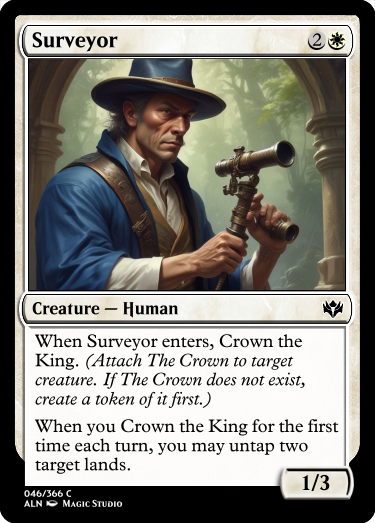 Surveyor 2
Creature — Human
When Surveyor enters, Crown the
King. (Attach The Crown to target
creature. If The Crown does not exist,
create a token of it first.)
When you Crown the King for the first
time each turn, you may untap two
target lands.
1/3
046/366 C
ALN Magic Studio